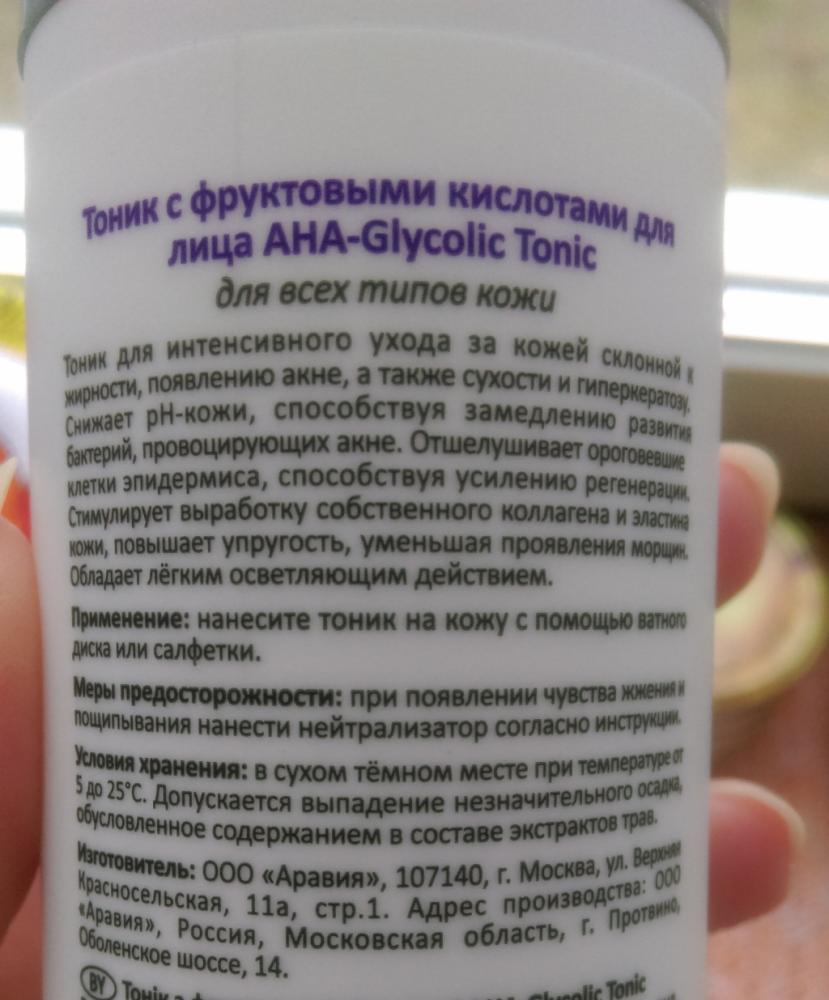 Тоник с фруктовыми кислотами для
лица AHA-Glycolic Tonic
для всех типов кожи
Тоник для интенсивного ухода за кожей склонной к
жирности, появлению акне, а также сухости и гиперкератозу.
Снижает pH-кожи, способствуя замедлению развития
бактерий, провоцирующих акне. Отшелушивает ороговевшие
клетки эпидермиса, способствуя усилению регенерации.
Стимулирует выработку собственного коллагена и эластина
кожи, повышает упругость, уменьшая проявления морщин.
Обладает лёгким осветляющим действием.
Применение: нанесите тоник на кожу с помощью ватного
диска или салфетки.
Меры предосторожности: при появлении чувства жжения и
пощипывания нанести нейтрализатор согласно инструкции.
Условия хранения: в сухом тёмном месте при температуре от
5 до 25°C. Допускается выпадение незначительного осадка,
обусловленное содержанием в составе экстрактов трав.
Изготовитель: ООО «Аравия», 107140, г. Москва, ул. Верхняя
Красносельская, 11а, стр.1. Адрес производства: ООО
«Аравия», Россия, Московская область, г. Протвино,
Оболенское шоссе, 14.
BY Тонік з Glycolic Tonic